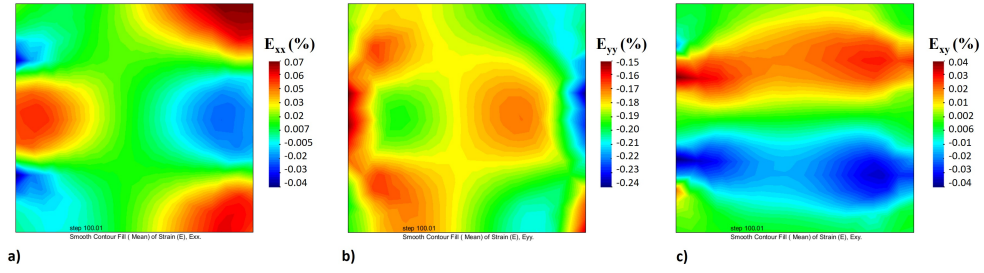 E_xx (%)
0.07
0.06
0.05
0.03
0.02
0.007
-0.005
-0.02
-0.03
-0.04
step 100.01
Smooth Contour Fill ( Mean) of Strain (E), Exx.
a)
E_yy (%)
-0.15
-0.16
-0.17
-0.18
-0.19
-0.20
-0.21
-0.22
-0.23
-0.24
step 100.01
Smooth Contour Fill ( Mean) of Strain (E), Eyy.
b)
E_xy (%)
0.04
0.03
0.02
0.01
0.006
-0.002
-0.01
-0.02
-0.03
-0.04
step 100.01
Smooth Contour Fill ( Mean) of Strain (E), Exy.
c)